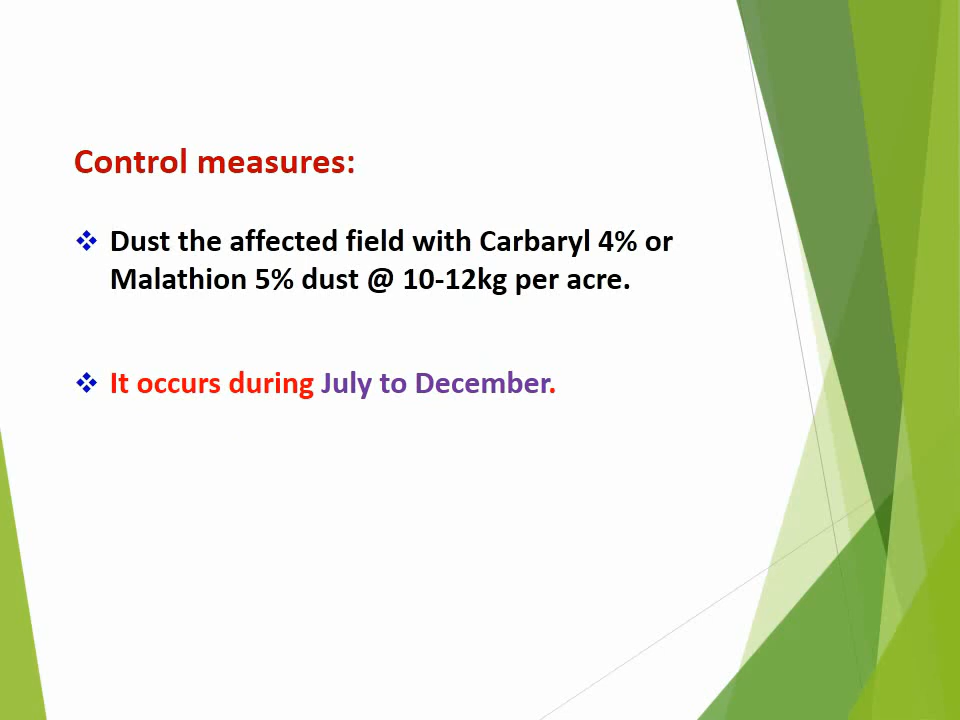 Control measures:
❖ Dust the affected field with Carbaryl 4% or
Malathion 5% dust @ 10-12kg per acre.
❖ It occurs during July to December.